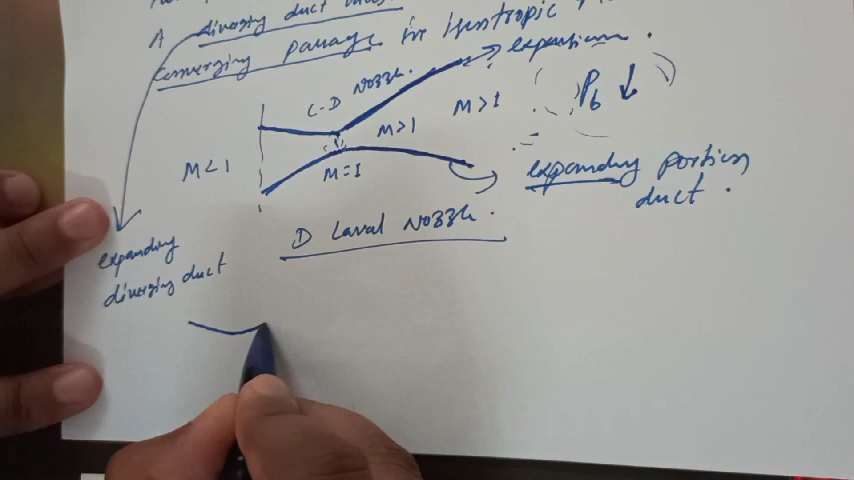 A diverging duct
converging passage in Isentropic
expansion.
C-D Nozzle.
M>1
M>1
Pb ↓
M<1
M=1
expanding portion
duct.
D Laval Nozzle.
expanding
diverging duct